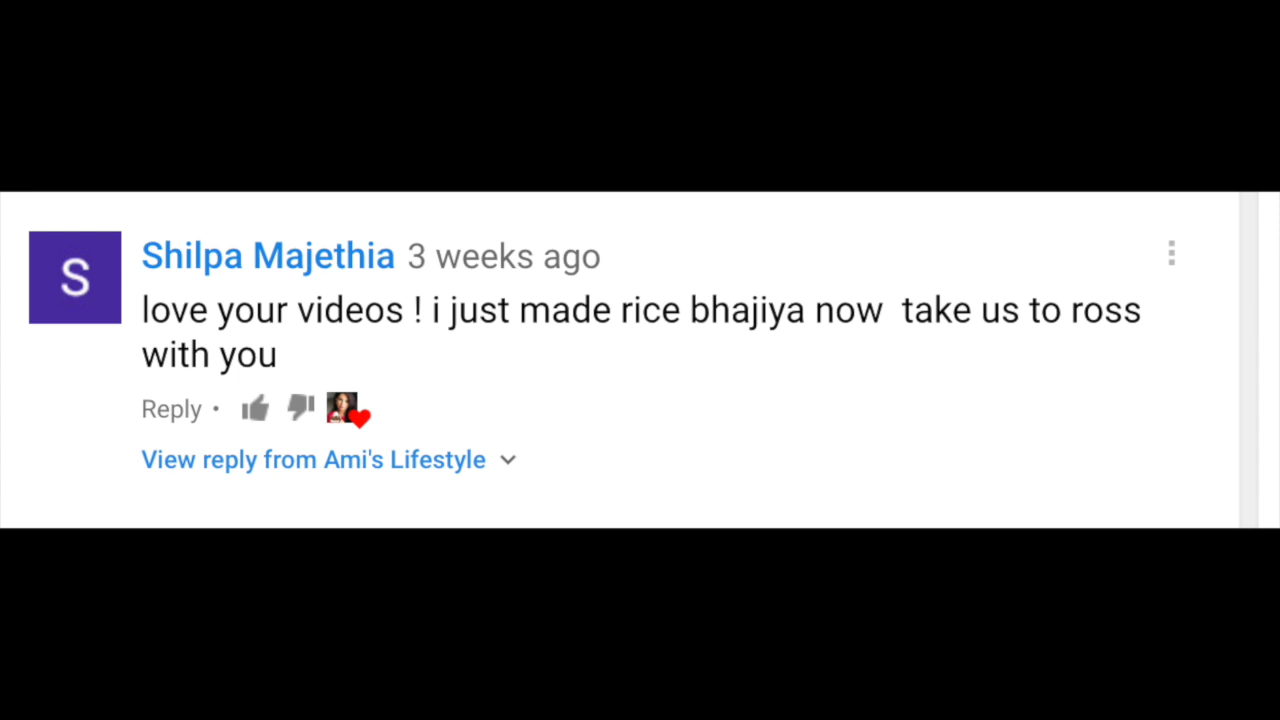 S
Shilpa Majethia 3 weeks ago
love your videos ! i just made rice bhajiya now  take us to ross
with you
Reply •
View reply from Ami's Lifestyle